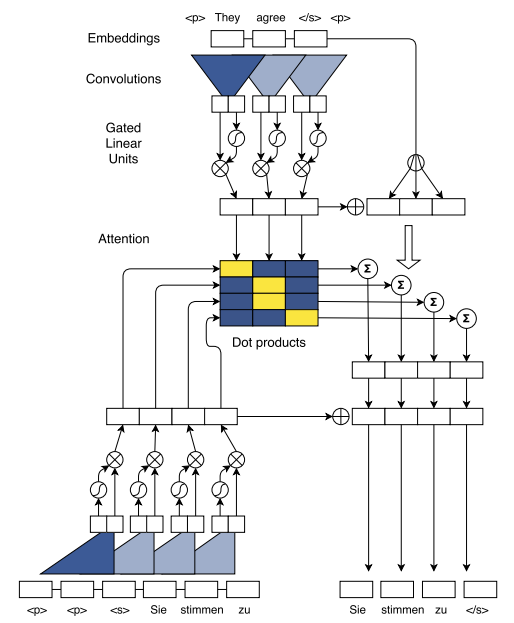 <p> They agree </s> <p>
Embeddings
Convolutions
Gated
Linear
Units
Attention
Σ
Σ
Σ
Σ
Dot products
<p> <p> <s> Sie stimmen zu
Sie stimmen zu </s>